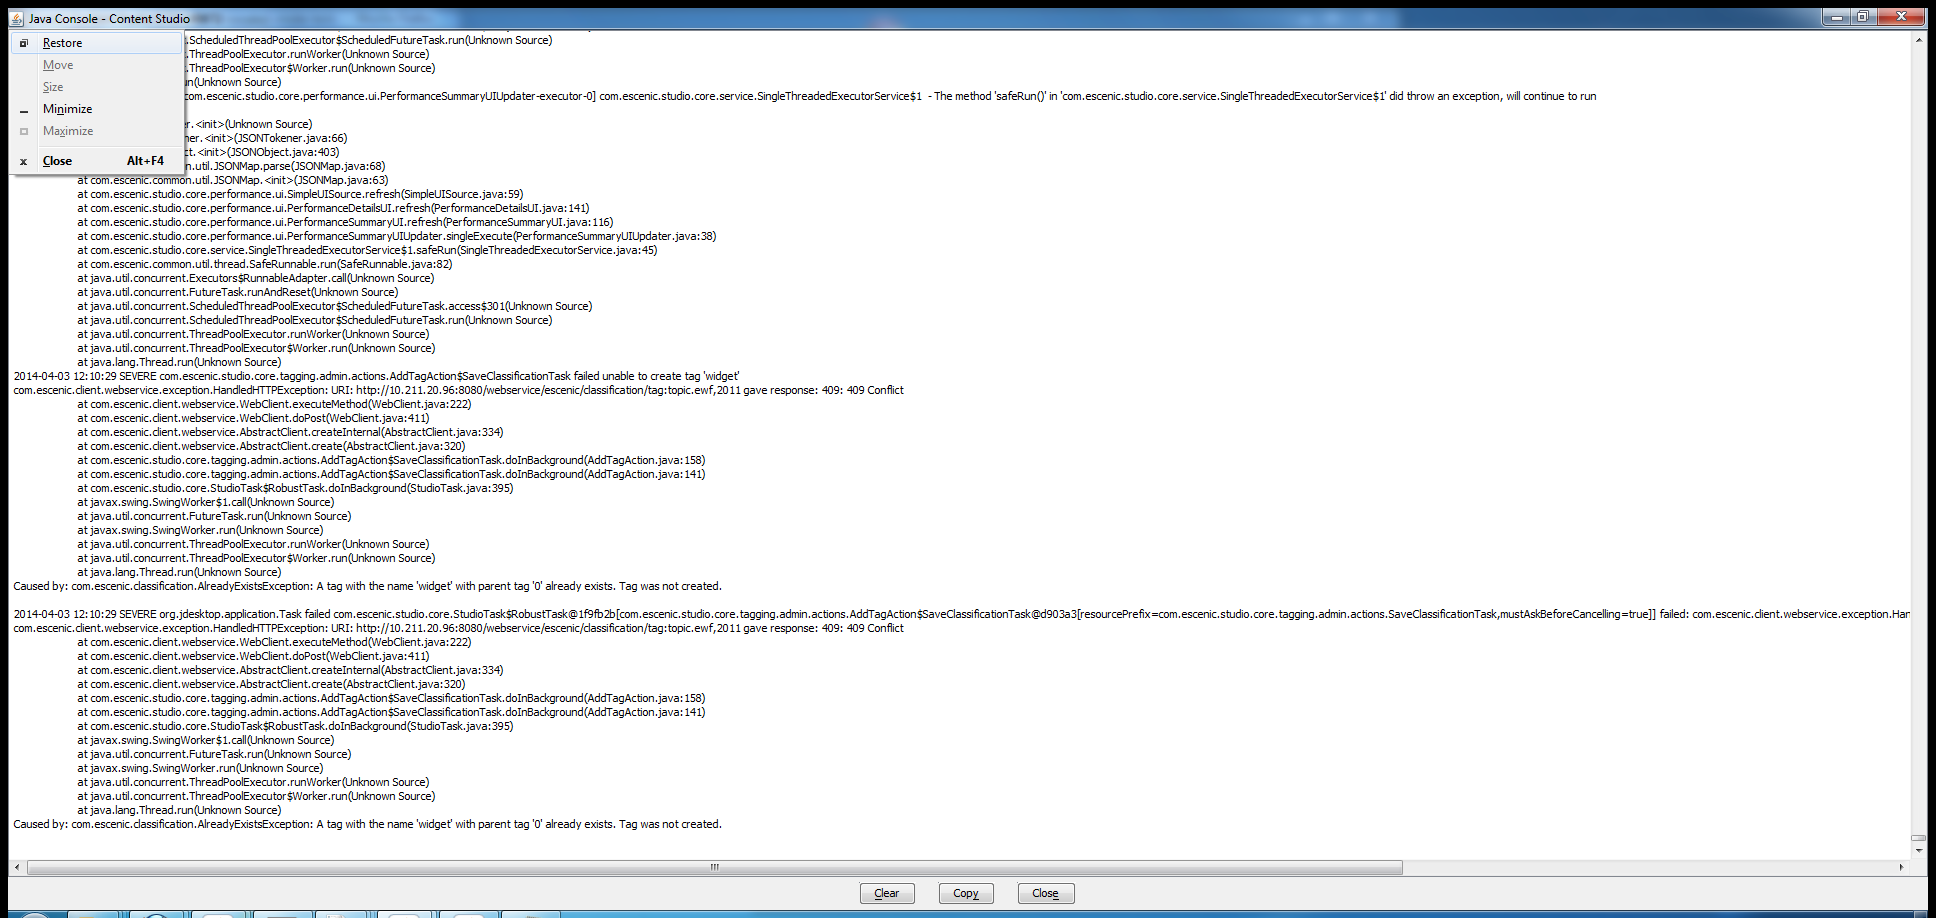 Java Console - Content Studio
Restore
Move
Size
Minimize
Maximize
Close Alt+F4
.ScheduledThreadPoolExecutor$ScheduledFutureTask.run(Unknown Source)
.ThreadPoolExecutor.runWorker(Unknown Source)
.ThreadPoolExecutor$Worker.run(Unknown Source)
n(Unknown Source)
com.escenic.studio.core.performance.ui.PerformanceSummaryUIUpdater-executor-0] com.escenic.studio.core.service.SingleThreadedExecutorService$1 - The method 'safeRun()' in 'com.escenic.studio.core.service.SingleThreadedExecutorService$1' did throw an exception, will continue to run
r.<init>(Unknown Source)
ner.<init>(JSONTokener.java:66)
ct.<init>(JSONObject.java:403)
n.util.JSONMap.parse(JSONMap.java:68)
at com.escenic.common.util.JSONMap.<init>(JSONMap.java:63)
at com.escenic.studio.core.performance.ui.SimpleUISource.refresh(SimpleUISource.java:59)
at com.escenic.studio.core.performance.ui.PerformanceDetailsUI.refresh(PerformanceDetailsUI.java:141)
at com.escenic.studio.core.performance.ui.PerformanceSummaryUI.refresh(PerformanceSummaryUI.java:116)
at com.escenic.studio.core.performance.ui.PerformanceSummaryUIUpdater.singleExecute(PerformanceSummaryUIUpdater.java:38)
at com.escenic.studio.core.service.SingleThreadedExecutorService$1.safeRun(SingleThreadedExecutorService.java:45)
at com.escenic.common.util.thread.SafeRunnable.run(SafeRunnable.java:82)
at java.util.concurrent.Executors$RunnableAdapter.call(Unknown Source)
at java.util.concurrent.FutureTask.runAndReset(Unknown Source)
at java.util.concurrent.ScheduledThreadPoolExecutor$ScheduledFutureTask.access$301(Unknown Source)
at java.util.concurrent.ScheduledThreadPoolExecutor$ScheduledFutureTask.run(Unknown Source)
at java.util.concurrent.ThreadPoolExecutor.runWorker(Unknown Source)
at java.util.concurrent.ThreadPoolExecutor$Worker.run(Unknown Source)
at java.lang.Thread.run(Unknown Source)
2014-04-03 12:10:29 SEVERE com.escenic.studio.core.tagging.admin.actions.AddTagAction$SaveClassificationTask failed unable to create tag 'widget'
com.escenic.client.webservice.exception.HandledHTTPException: URI: http://10.211.20.96:8080/webservice/escenic/classification/tag:topic.ewf,2011 gave response: 409: 409 Conflict
at com.escenic.client.webservice.WebClient.executeMethod(WebClient.java:222)
at com.escenic.client.webservice.WebClient.doPost(WebClient.java:411)
at com.escenic.client.webservice.AbstractClient.createInternal(AbstractClient.java:334)
at com.escenic.client.webservice.AbstractClient.create(AbstractClient.java:320)
at com.escenic.studio.core.tagging.admin.actions.AddTagAction$SaveClassificationTask.doInBackground(AddTagAction.java:158)
at com.escenic.studio.core.tagging.admin.actions.AddTagAction$SaveClassificationTask.doInBackground(AddTagAction.java:141)
at com.escenic.studio.core.StudioTask$RobustTask.doInBackground(StudioTask.java:395)
at javax.swing.SwingWorker$1.call(Unknown Source)
at java.util.concurrent.FutureTask.run(Unknown Source)
at javax.swing.SwingWorker.run(Unknown Source)
at java.util.concurrent.ThreadPoolExecutor.runWorker(Unknown Source)
at java.util.concurrent.ThreadPoolExecutor$Worker.run(Unknown Source)
at java.lang.Thread.run(Unknown Source)
Caused by: com.escenic.classification.AlreadyExistsException: A tag with the name 'widget' with parent tag '0' already exists. Tag was not created.
2014-04-03 12:10:29 SEVERE org.jdesktop.application.Task failed com.escenic.studio.core.StudioTask$RobustTask@1f9fb2b[com.escenic.studio.core.tagging.admin.actions.AddTagAction$SaveClassificationTask@d903a3[resourcePrefix=com.escenic.studio.core.tagging.admin.actions.SaveClassificationTask,mustAskBeforeCancelling=true]] failed: com.escenic.client.webservice.exception.Han
com.escenic.client.webservice.exception.HandledHTTPException: URI: http://10.211.20.96:8080/webservice/escenic/classification/tag:topic.ewf,2011 gave response: 409: 409 Conflict
at com.escenic.client.webservice.WebClient.executeMethod(WebClient.java:222)
at com.escenic.client.webservice.WebClient.doPost(WebClient.java:411)
at com.escenic.client.webservice.AbstractClient.createInternal(AbstractClient.java:334)
at com.escenic.client.webservice.AbstractClient.create(AbstractClient.java:320)
at com.escenic.studio.core.tagging.admin.actions.AddTagAction$SaveClassificationTask.doInBackground(AddTagAction.java:158)
at com.escenic.studio.core.tagging.admin.actions.AddTagAction$SaveClassificationTask.doInBackground(AddTagAction.java:141)
at com.escenic.studio.core.StudioTask$RobustTask.doInBackground(StudioTask.java:395)
at javax.swing.SwingWorker$1.call(Unknown Source)
at java.util.concurrent.FutureTask.run(Unknown Source)
at javax.swing.SwingWorker.run(Unknown Source)
at java.util.concurrent.ThreadPoolExecutor.runWorker(Unknown Source)
at java.util.concurrent.ThreadPoolExecutor$Worker.run(Unknown Source)
at java.lang.Thread.run(Unknown Source)
Caused by: com.escenic.classification.AlreadyExistsException: A tag with the name 'widget' with parent tag '0' already exists. Tag was not created.
Clear Copy Close